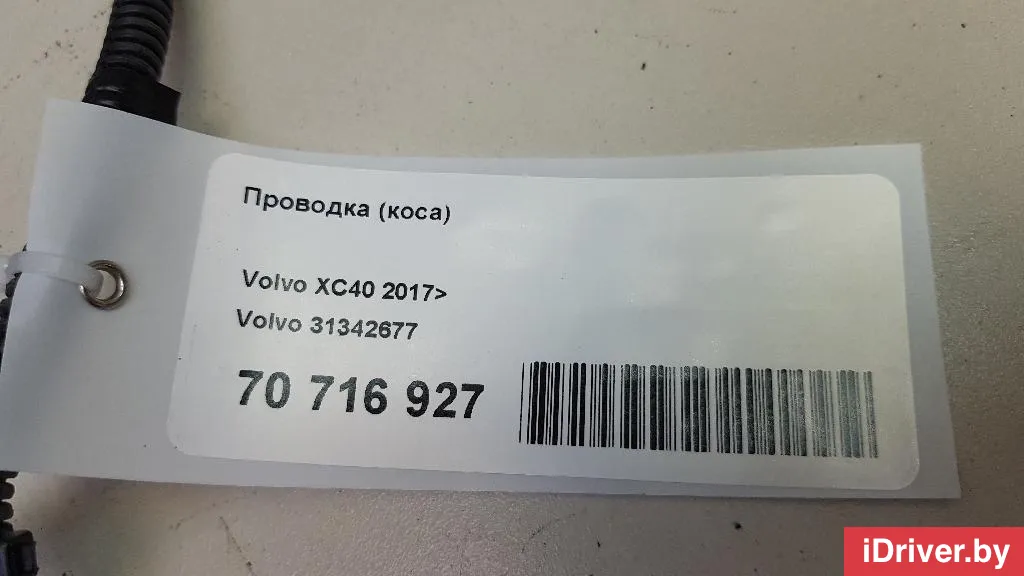 Проводка (коса)
Volvo XC40 2017>
Volvo 31342677
70 716 927
iDriver.by